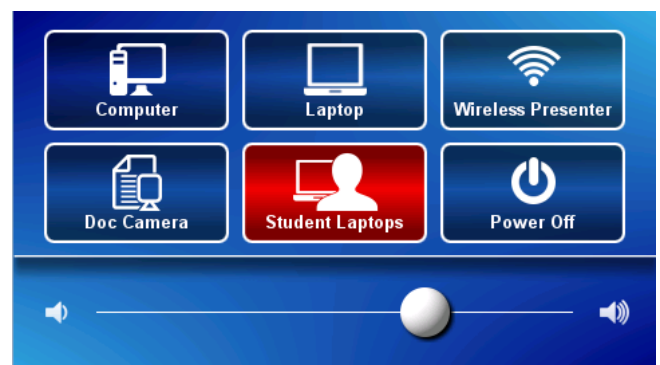 Computer
Laptop
Wireless Presenter
Doc Camera
Student Laptops
Power Off